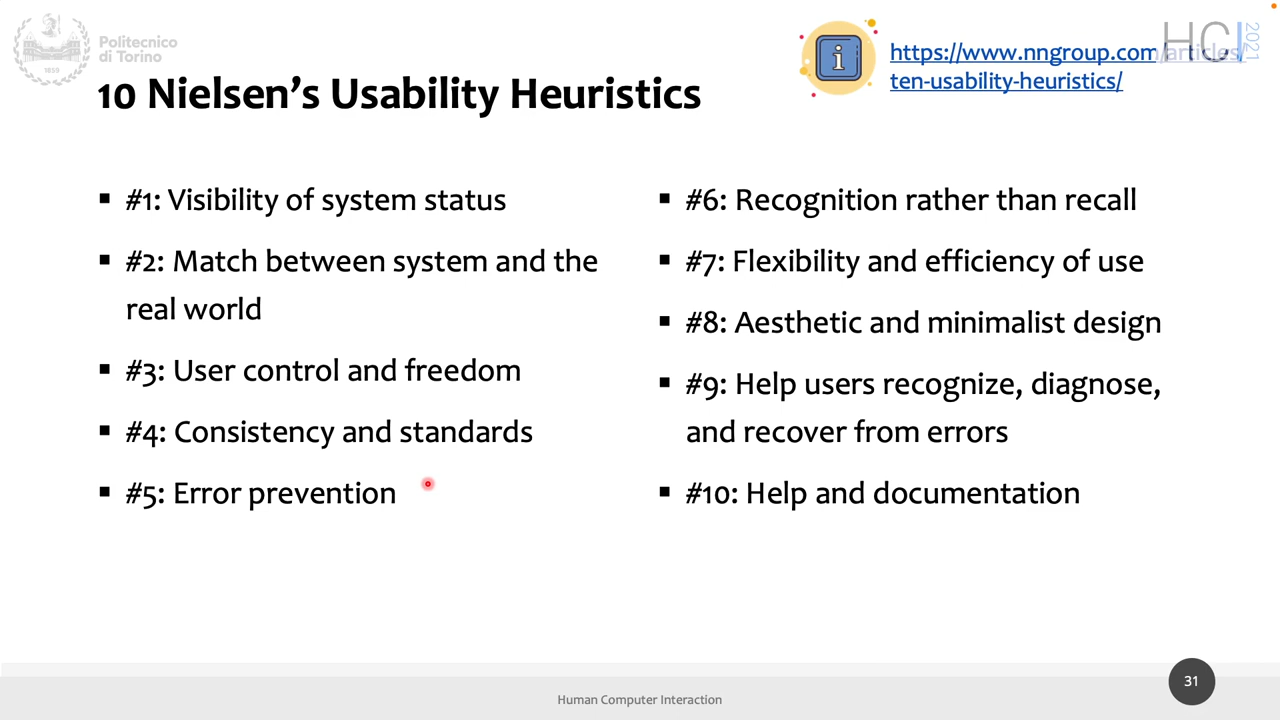 Politecnico
di Torino
1859
HCI
2021
https://www.nngroup.com/articles/
ten-usability-heuristics/
10 Nielsen’s Usability Heuristics
▪ #1: Visibility of system status
▪ #2: Match between system and the
real world
▪ #3: User control and freedom
▪ #4: Consistency and standards
▪ #5: Error prevention
▪ #6: Recognition rather than recall
▪ #7: Flexibility and efficiency of use
▪ #8: Aesthetic and minimalist design
▪ #9: Help users recognize, diagnose,
and recover from errors
▪ #10: Help and documentation
Human Computer Interaction
31